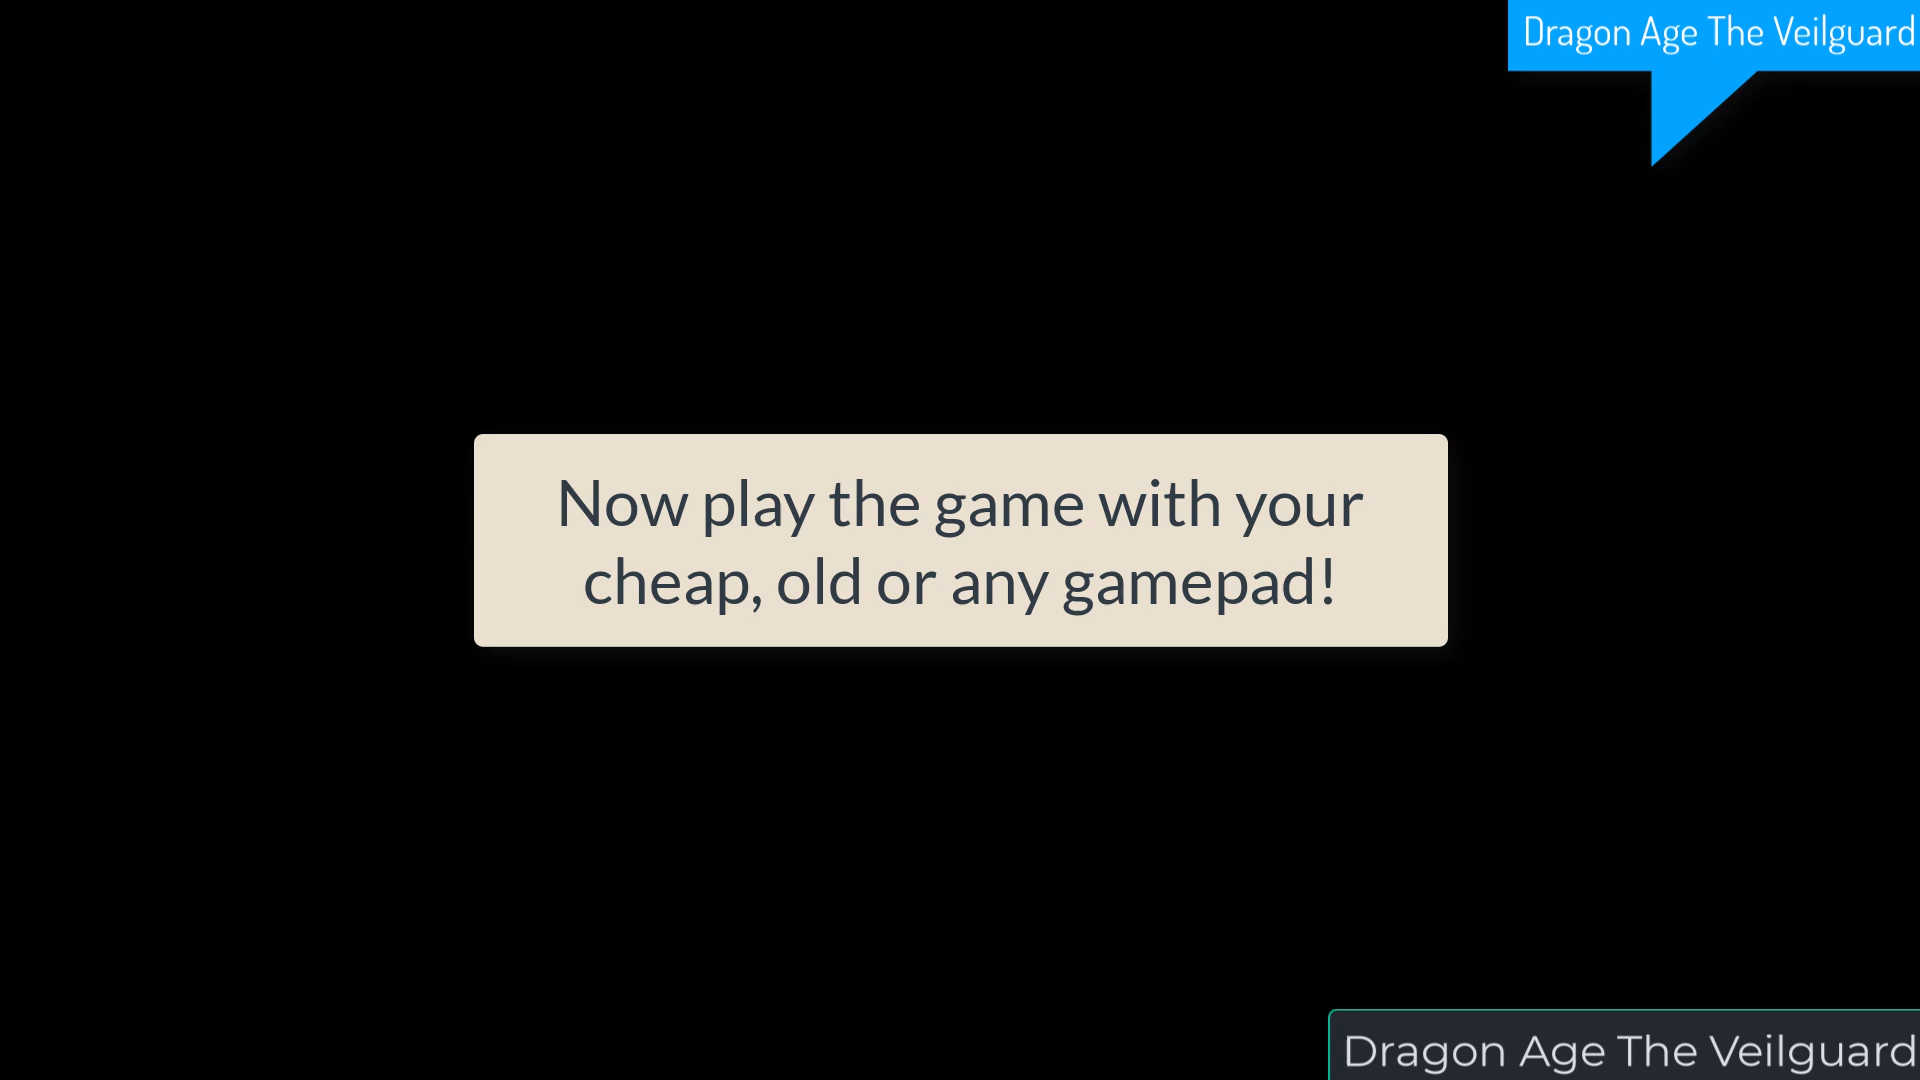 Dragon Age The Veilguard
Now play the game with your
cheap, old or any gamepad!
Dragon Age The Veilguard